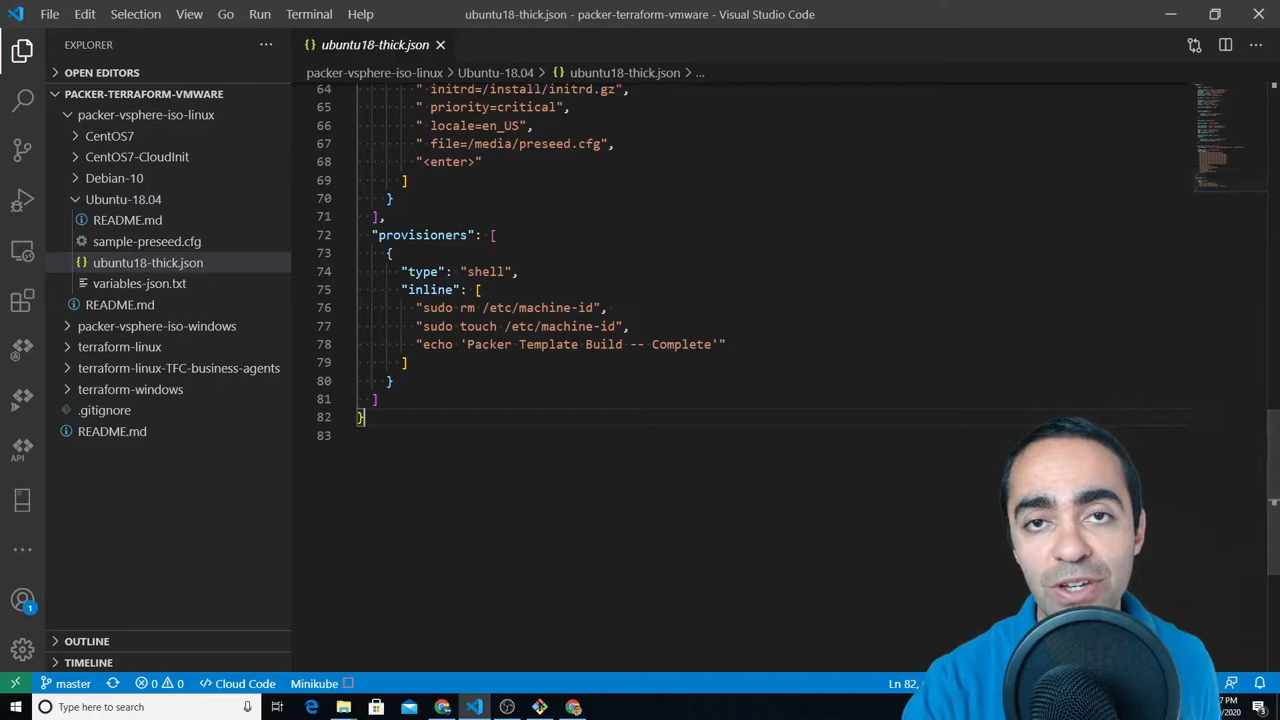 File Edit Selection View Go Run Terminal Help
ubuntu18-thick.json - packer-terraform-vmware - Visual Studio Code
EXPLORER
OPEN EDITORS
PACKER-TERRAFORM-VMWARE
packer-vsphere-iso-linux
CentOS7
CentOS7-CloudInit
Debian-10
Ubuntu-18.04
README.md
sample-preseed.cfg
ubuntu18-thick.json
variables-json.txt
README.md
packer-vsphere-iso-windows
terraform-linux
terraform-linux-TFC-business-agents
terraform-windows
.gitignore
README.md
OUTLINE
TIMELINE
API
1
{} ubuntu18-thick.json
packer-vsphere-iso-linux > Ubuntu-18.04 > {} ubuntu18-thick.json > ...
64 " initrd=/install/initrd.gz",
65 " priority=critical",
66 " locale=en_US",
67 " file=/media/preseed.cfg",
68 "<enter>"
69 ]
70 }
71 ],
72 "provisioners": [
73 {
74 "type": "shell",
75 "inline": [
76 "sudo rm /etc/machine-id",
77 "sudo touch /etc/machine-id",
78 "echo 'Packer Template Build -- Complete'"
79 ]
80 }
81 ]
82 }
83
master 0 0 Cloud Code Minikube Ln 82,
Type here to search
7 PM
/2020
3